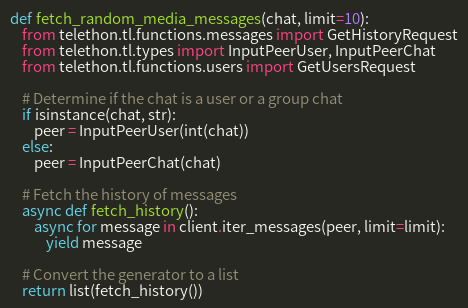 def fetch_random_media_messages(chat, limit=10):
    from telethon.tl.functions.messages import GetHistoryRequest
    from telethon.tl.types import InputPeerUser, InputPeerChat
    from telethon.tl.functions.users import GetUsersRequest

    # Determine if the chat is a user or a group chat
    if isinstance(chat, str):
        peer = InputPeerUser(int(chat))
    else:
        peer = InputPeerChat(chat)

    # Fetch the history of messages
    async def fetch_history():
        async for message in client.iter_messages(peer, limit=limit):
            yield message

    # Convert the generator to a list
    return list(fetch_history())